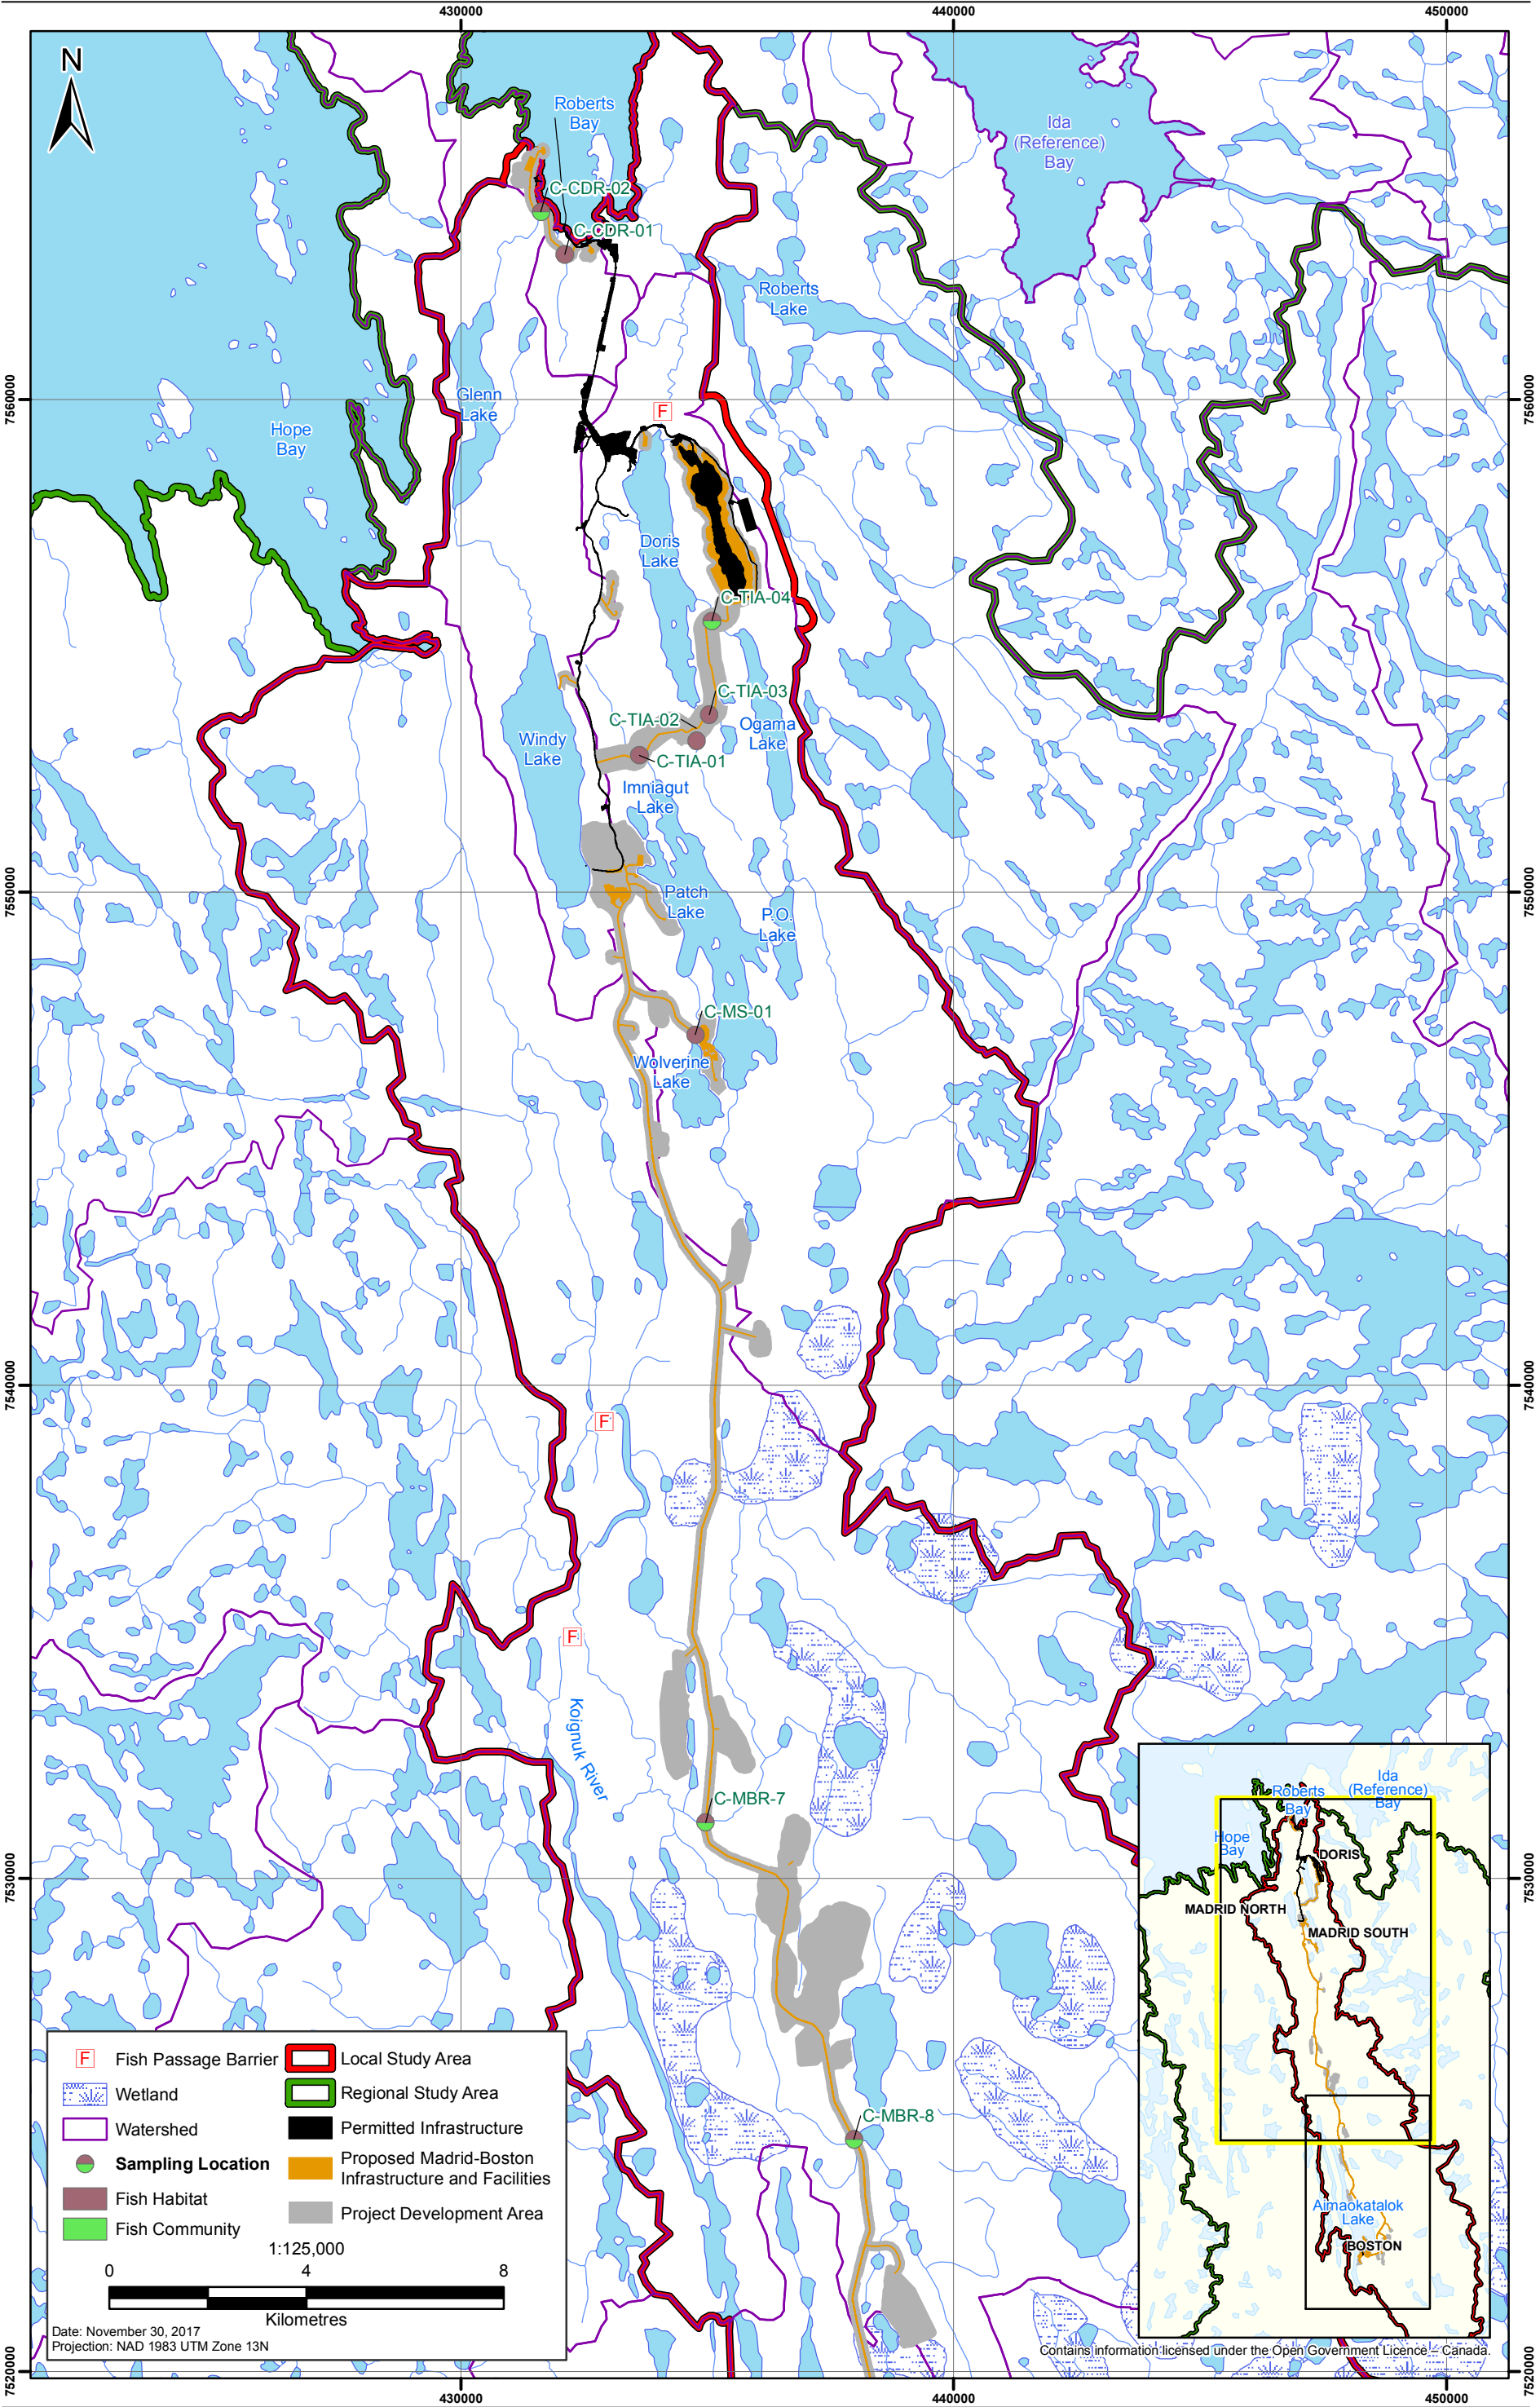 430000
440000
450000
N
Roberts
Bay
Ida
(Reference)
Bay
C-CDR-02
C-CDR-01
Roberts
Lake
7560000
7560000
Glenn
Lake
F
Hope
Bay
Doris
Lake
C-TIA-04
C-TIA-03
C-TIA-02
Ogama
Lake
Windy
Lake
C-TIA-01
Imniagut
Lake
7550000
7550000
Patch
Lake
P.O.
Lake
C-MS-01
Wolverine
Lake
7540000
7540000
F
F
Koignuk River
C-MBR-7
7530000
7530000
C-MBR-8
F Fish Passage Barrier
Wetland
Watershed
Sampling Location
Fish Habitat
Fish Community
Local Study Area
Regional Study Area
Permitted Infrastructure
Proposed Madrid-Boston
Infrastructure and Facilities
Project Development Area
1:125,000
0 4 8
Kilometres
Date: November 30, 2017
Projection: NAD 1983 UTM Zone 13N
Roberts
Bay
Ida
(Reference)
Bay
Hope
Bay
DORIS
MADRID NORTH
MADRID SOUTH
Aimaokatalok
Lake
BOSTON
Contains information licensed under the Open Government Licence – Canada.
7520000
7520000
430000
440000
450000